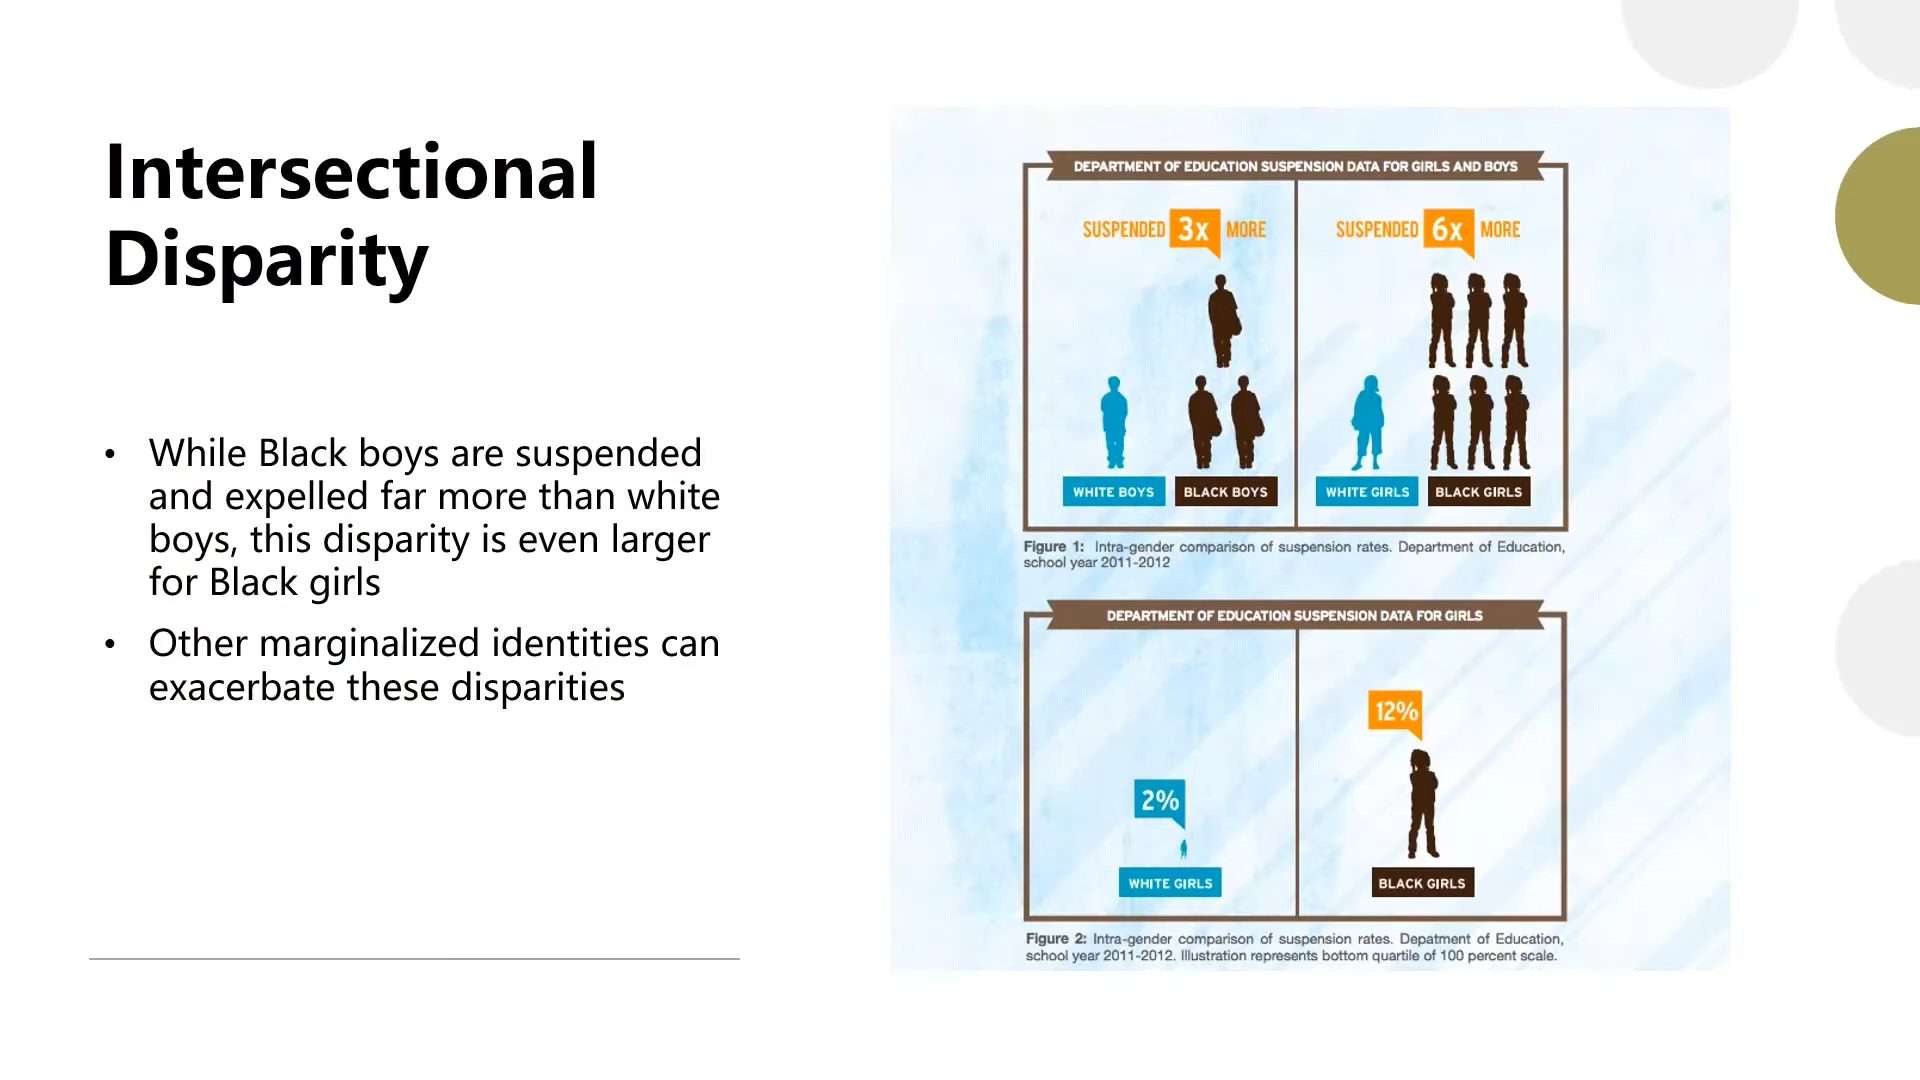 Intersectional
Disparity
• While Black boys are suspended
and expelled far more than white
boys, this disparity is even larger
for Black girls
• Other marginalized identities can
exacerbate these disparities
DEPARTMENT OF EDUCATION SUSPENSION DATA FOR GIRLS AND BOYS
SUSPENDED 3x MORE
SUSPENDED 6x MORE
WHITE BOYS
BLACK BOYS
WHITE GIRLS
BLACK GIRLS
Figure 1: Intra-gender comparison of suspension rates. Department of Education,
school year 2011-2012
DEPARTMENT OF EDUCATION SUSPENSION DATA FOR GIRLS
2%
12%
WHITE GIRLS
BLACK GIRLS
Figure 2: Intra-gender comparison of suspension rates. Depatment of Education,
school year 2011-2012. Illustration represents bottom quartile of 100 percent scale.